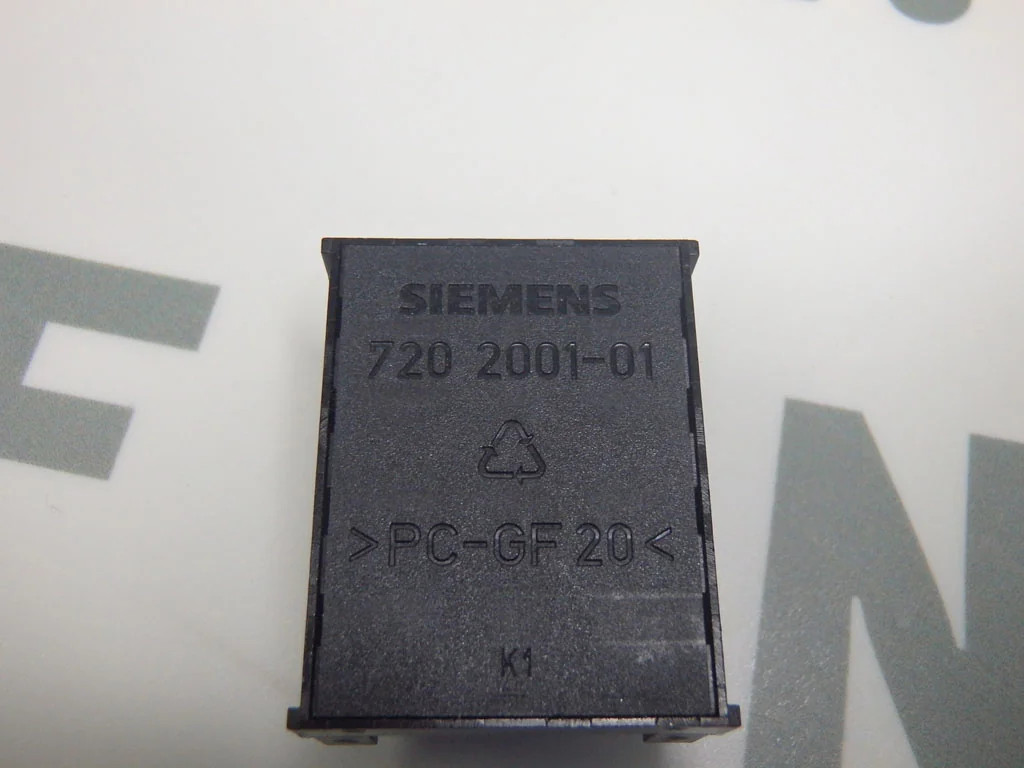 SIEMENS
720 2001-01
>PC-GF 20<
K1